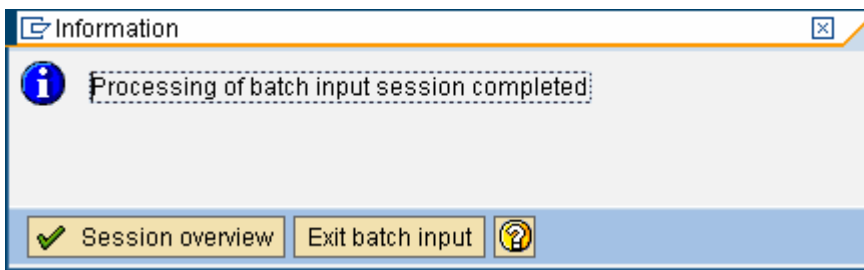 Information
Processing of batch input session completed
Session overview Exit batch input